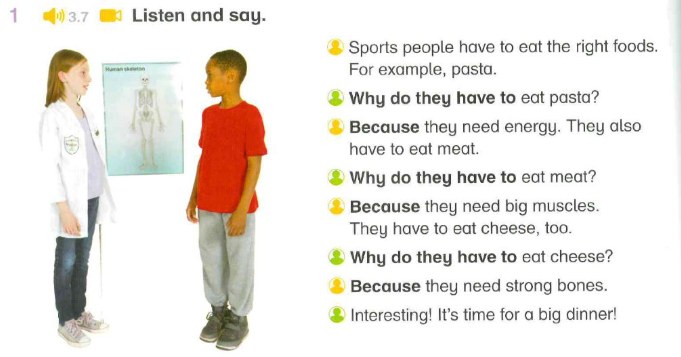 1 3.7 Listen and say.
Human skeleton
Sports people have to eat the right foods.
For example, pasta.
Why do they have to eat pasta?
Because they need energy. They also
have to eat meat.
Why do they have to eat meat?
Because they need big muscles.
They have to eat cheese, too.
Why do they have to eat cheese?
Because they need strong bones.
Interesting! It's time for a big dinner!